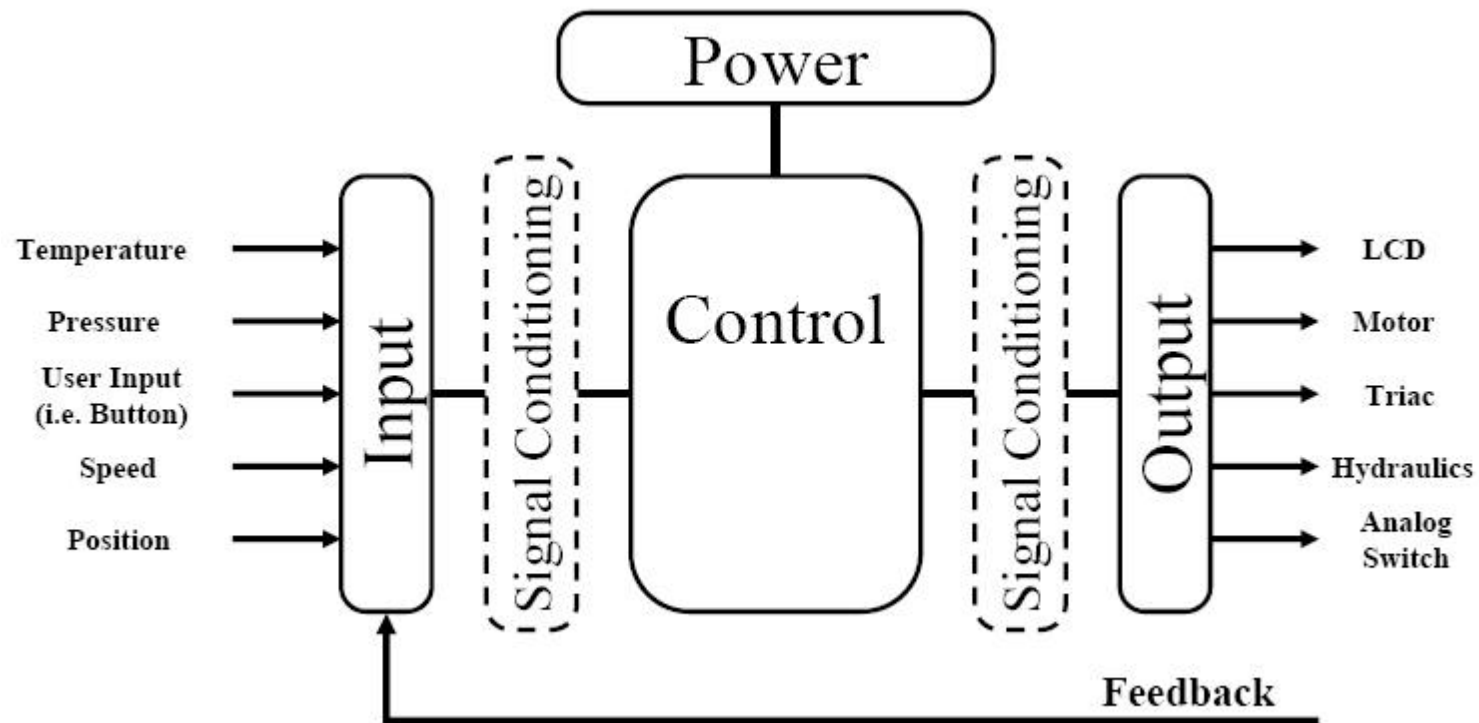 Power
Temperature
Pressure
User Input
(i.e. Button)
Speed
Position
Input
Signal Conditioning
Control
Signal Conditioning
Output
LCD
Motor
Triac
Hydraulics
Analog
Switch
Feedback